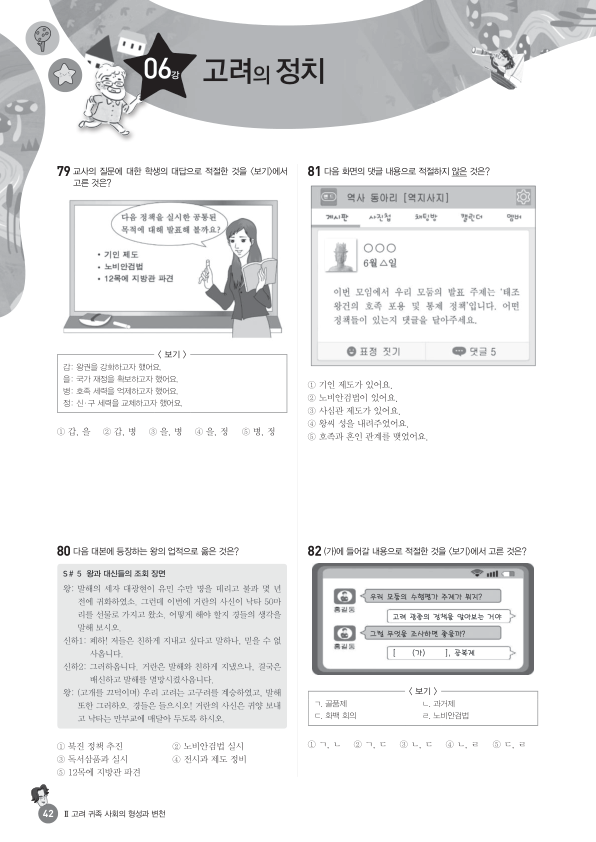 06강 고려의 정치
79 교사의 질문에 대한 학생의 대답으로 적절한 것을 〈보기〉에서
고른 것은?
다음 정책을 실시한 공통된
목적에 대해 발표해 볼까요?
• 기인 제도
• 노비안검법
• 12목에 지방관 파견
〈 보기 〉
갑: 왕권을 강화하고자 했어요.
을: 국가 재정을 확보하고자 했어요.
병: 호족 세력을 억제하고자 했어요.
정: 신·구 세력을 교체하고자 했어요.
① 갑, 을 ② 갑, 병 ③ 을, 병 ④ 을, 정 ⑤ 병, 정
80 다음 대본에 등장하는 왕의 업적으로 옳은 것은?
S# 5 왕과 대신들의 조회 장면
왕: 발해의 세자 대광현이 유민 수만 명을 데리고 불과 몇 년
전에 귀화하였소. 그런데 이번에 거란의 사신이 낙타 50마
리를 선물로 가지고 왔소. 어떻게 해야 할지 경들의 생각을
말해 보시오.
신하1: 폐하! 저들은 친하게 지내고 싶다고 말하나, 믿을 수 없
사옵니다.
신하2: 그러하옵니다. 거란은 발해와 친하게 지냈으나, 결국은
배신하고 발해를 멸망시켰사옵니다.
왕: (고개를 끄덕이며) 우리 고려는 고구려를 계승하였고, 발해
또한 그러하오. 경들은 들으시오! 거란의 사신은 귀양 보내
고 낙타는 만부교에 매달아 두도록 하시오.
① 북진 정책 추진 ② 노비안검법 실시
③ 독서삼품과 실시 ④ 전시과 제도 정비
⑤ 12목에 지방관 파견
81 다음 화면의 댓글 내용으로 적절하지 않은 것은?
역사 동아리 [역지사지]
게시판 사진첩 채팅방 캘린더 멤버
○○○
6월 △일
이번 모임에서 우리 모둠의 발표 주제는 '태조
왕건의 호족 포용 및 통제 정책'입니다. 어떤
정책들이 있는지 댓글을 달아주세요.
표정 짓기 댓글 5
① 기인 제도가 있어요.
② 노비안검법이 있어요.
③ 사심관 제도가 있어요.
④ 왕씨 성을 내려주었어요.
⑤ 호족과 혼인 관계를 맺었어요.
82 (가)에 들어갈 내용으로 적절한 것을 〈보기〉에서 고른 것은?
우리 모둠의 수행평가 주제가 뭐지?
홍길동
고려 광종의 정책을 알아보는 거야
그럼 무엇을 조사하면 좋을까?
홍길동
[ (가) ], 공복제
〈 보기 〉
ㄱ. 골품제 ㄴ. 과거제
ㄷ. 화백 회의 ㄹ. 노비안검법
① ㄱ, ㄴ ② ㄱ, ㄷ ③ ㄴ, ㄷ ④ ㄴ, ㄹ ⑤ ㄷ, ㄹ
42 Ⅱ 고려 귀족 사회의 형성과 변천